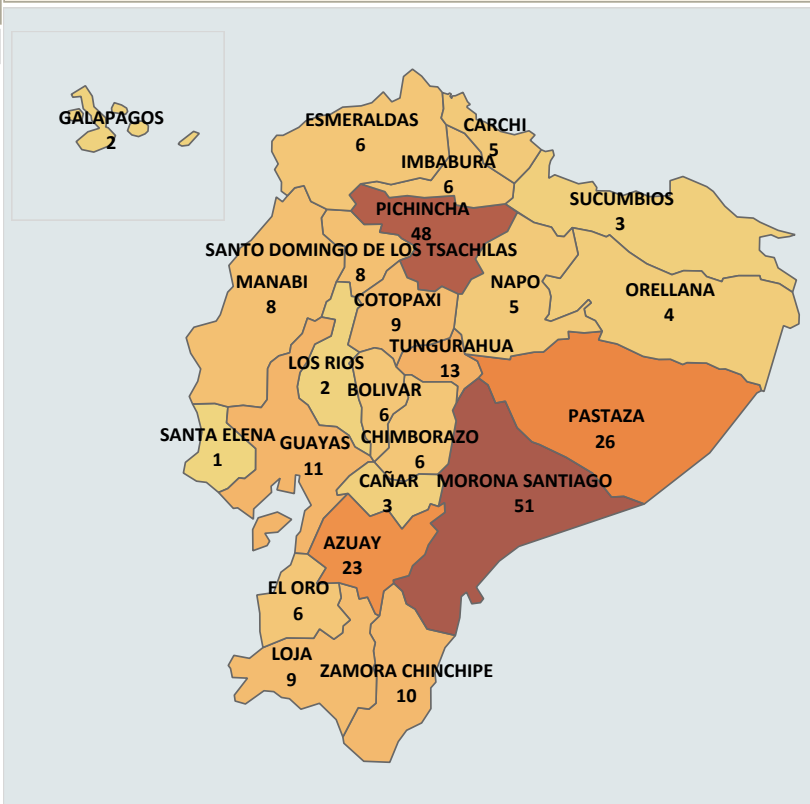 GALAPAGOS
2
ESMERALDAS
6
CARCHI
5
IMBABURA
6
SUCUMBIOS
3
PICHINCHA
48
SANTO DOMINGO DE LOS TSACHILAS
8
MANABI
8
NAPO
5
ORELLANA
4
COTOPAXI
9
TUNGURAHUA
13
LOS RIOS
2
BOLIVAR
6
PASTAZA
26
SANTA ELENA
1
GUAYAS
11
CHIMBORAZO
6
CAÑAR
3
MORONA SANTIAGO
51
AZUAY
23
EL ORO
6
LOJA
9
ZAMORA CHINCHIPE
10